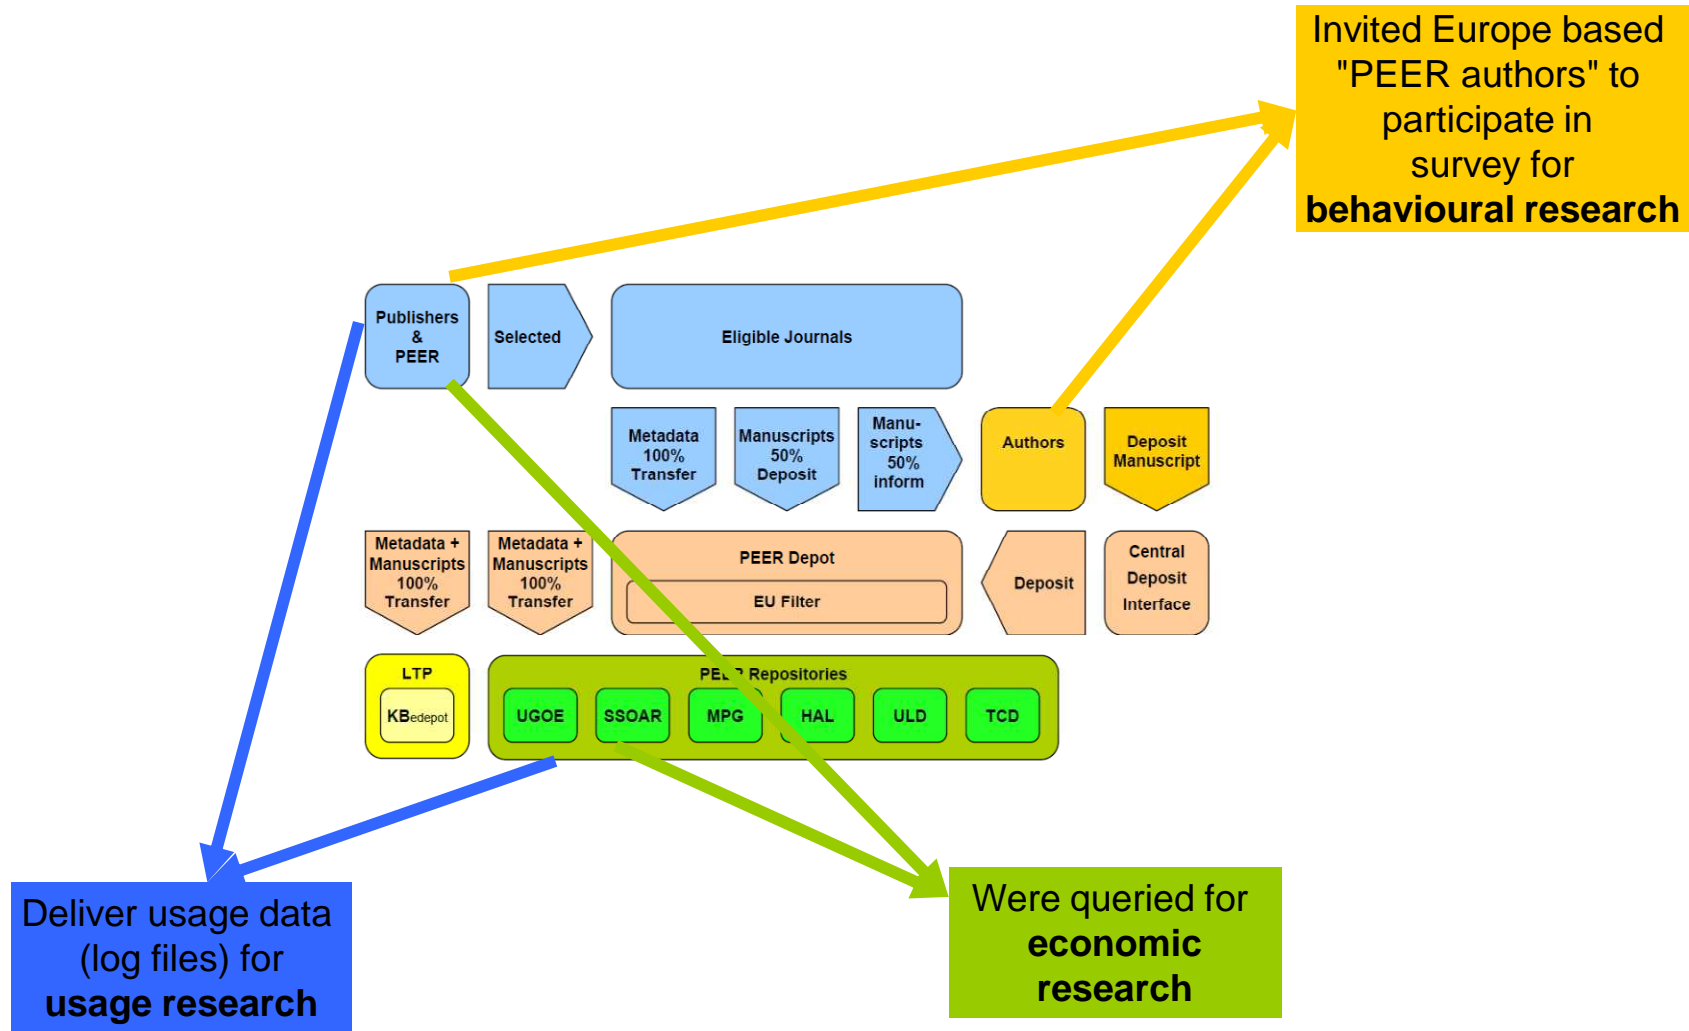 Invited Europe based
"PEER authors" to
participate in
survey for
behavioural research
Publishers
&
PEER
Selected
Eligible Journals
Metadata
100%
Transfer
Manuscripts
50%
Deposit
Manu-
scripts
50%
inform
Authors
Deposit
Manuscript
Metadata +
Manuscripts
100%
Transfer
Metadata +
Manuscripts
100%
Transfer
PEER Depot
EU Filter
Deposit
Central
Deposit
Interface
LTP
KBedepot
PEER Repositories
UGOE
SSOAR
MPG
HAL
ULD
TCD
Deliver usage data
(log files) for
usage research
Were queried for
economic
research